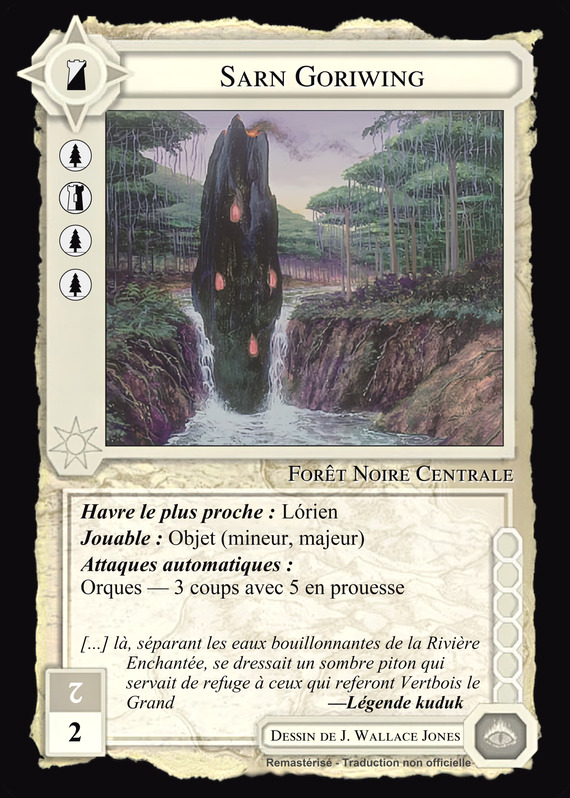 Sarn Goriwing
Forêt Noire Centrale
Havre le plus proche : Lórien
Jouable : Objet (mineur, majeur)
Attaques automatiques :
Orques — 3 coups avec 5 en prouesse
[...] là, séparant les eaux bouillonnantes de la Rivière
Enchantée, se dressait un sombre piton qui
servait de refuge à ceux qui referont Vertbois le
Grand —Légende kuduk
2
2
Dessin de J. Wallace Jones
Remastérisé - Traduction non officielle